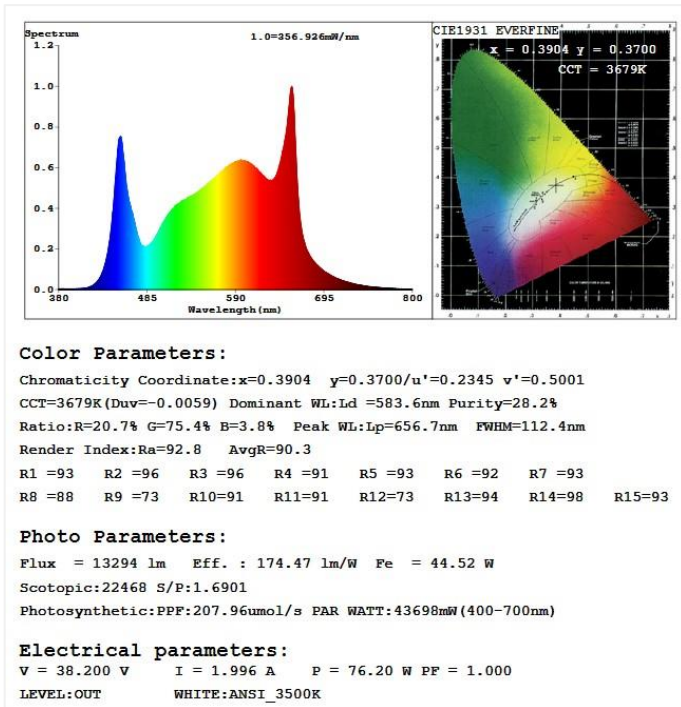 Spectrum
1.0=356.926mW/nm
1.2
1.0
0.8
0.6
0.4
0.2
0.0
380 485 590 695 800
Wavelength(nm)
CIE1931 EVERFINE
x = 0.3904 y = 0.3700
CCT = 3679K
Color Parameters:
Chromaticity Coordinate:x=0.3904 y=0.3700/u'=0.2345 v'=0.5001
CCT=3679K(Duv=-0.0059) Dominant WL:Ld =583.6nm Purity=28.2%
Ratio:R=20.7% G=75.4% B=3.8% Peak WL:Lp=656.7nm FWHM=112.4nm
Render Index:Ra=92.8 AvgR=90.3
R1 =93 R2 =96 R3 =96 R4 =91 R5 =93 R6 =92 R7 =93
R8 =88 R9 =73 R10=91 R11=91 R12=73 R13=94 R14=98 R15=93
Photo Parameters:
Flux = 13294 lm Eff. : 174.47 lm/W Fe = 44.52 W
Scotopic:22468 S/P:1.6901
Photosynthetic:PPF:207.96umol/s PAR WATT:43698mW(400-700nm)
Electrical parameters:
V = 38.200 V I = 1.996 A P = 76.20 W PF = 1.000
LEVEL:OUT WHITE:ANSI_3500K